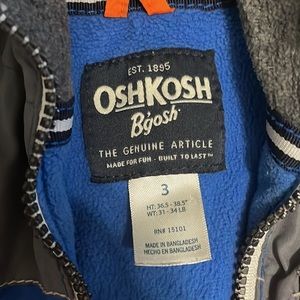 EST. 1895
OSHKOSH
B'gosh
THE GENUINE ARTICLE
MADE FOR FUN · BUILT TO LAST™
3
HT: 36.5 - 38.5"
WT: 31 - 34 LB
RN# 15101
MADE IN BANGLADESH
HECHO EN BANGLADESH